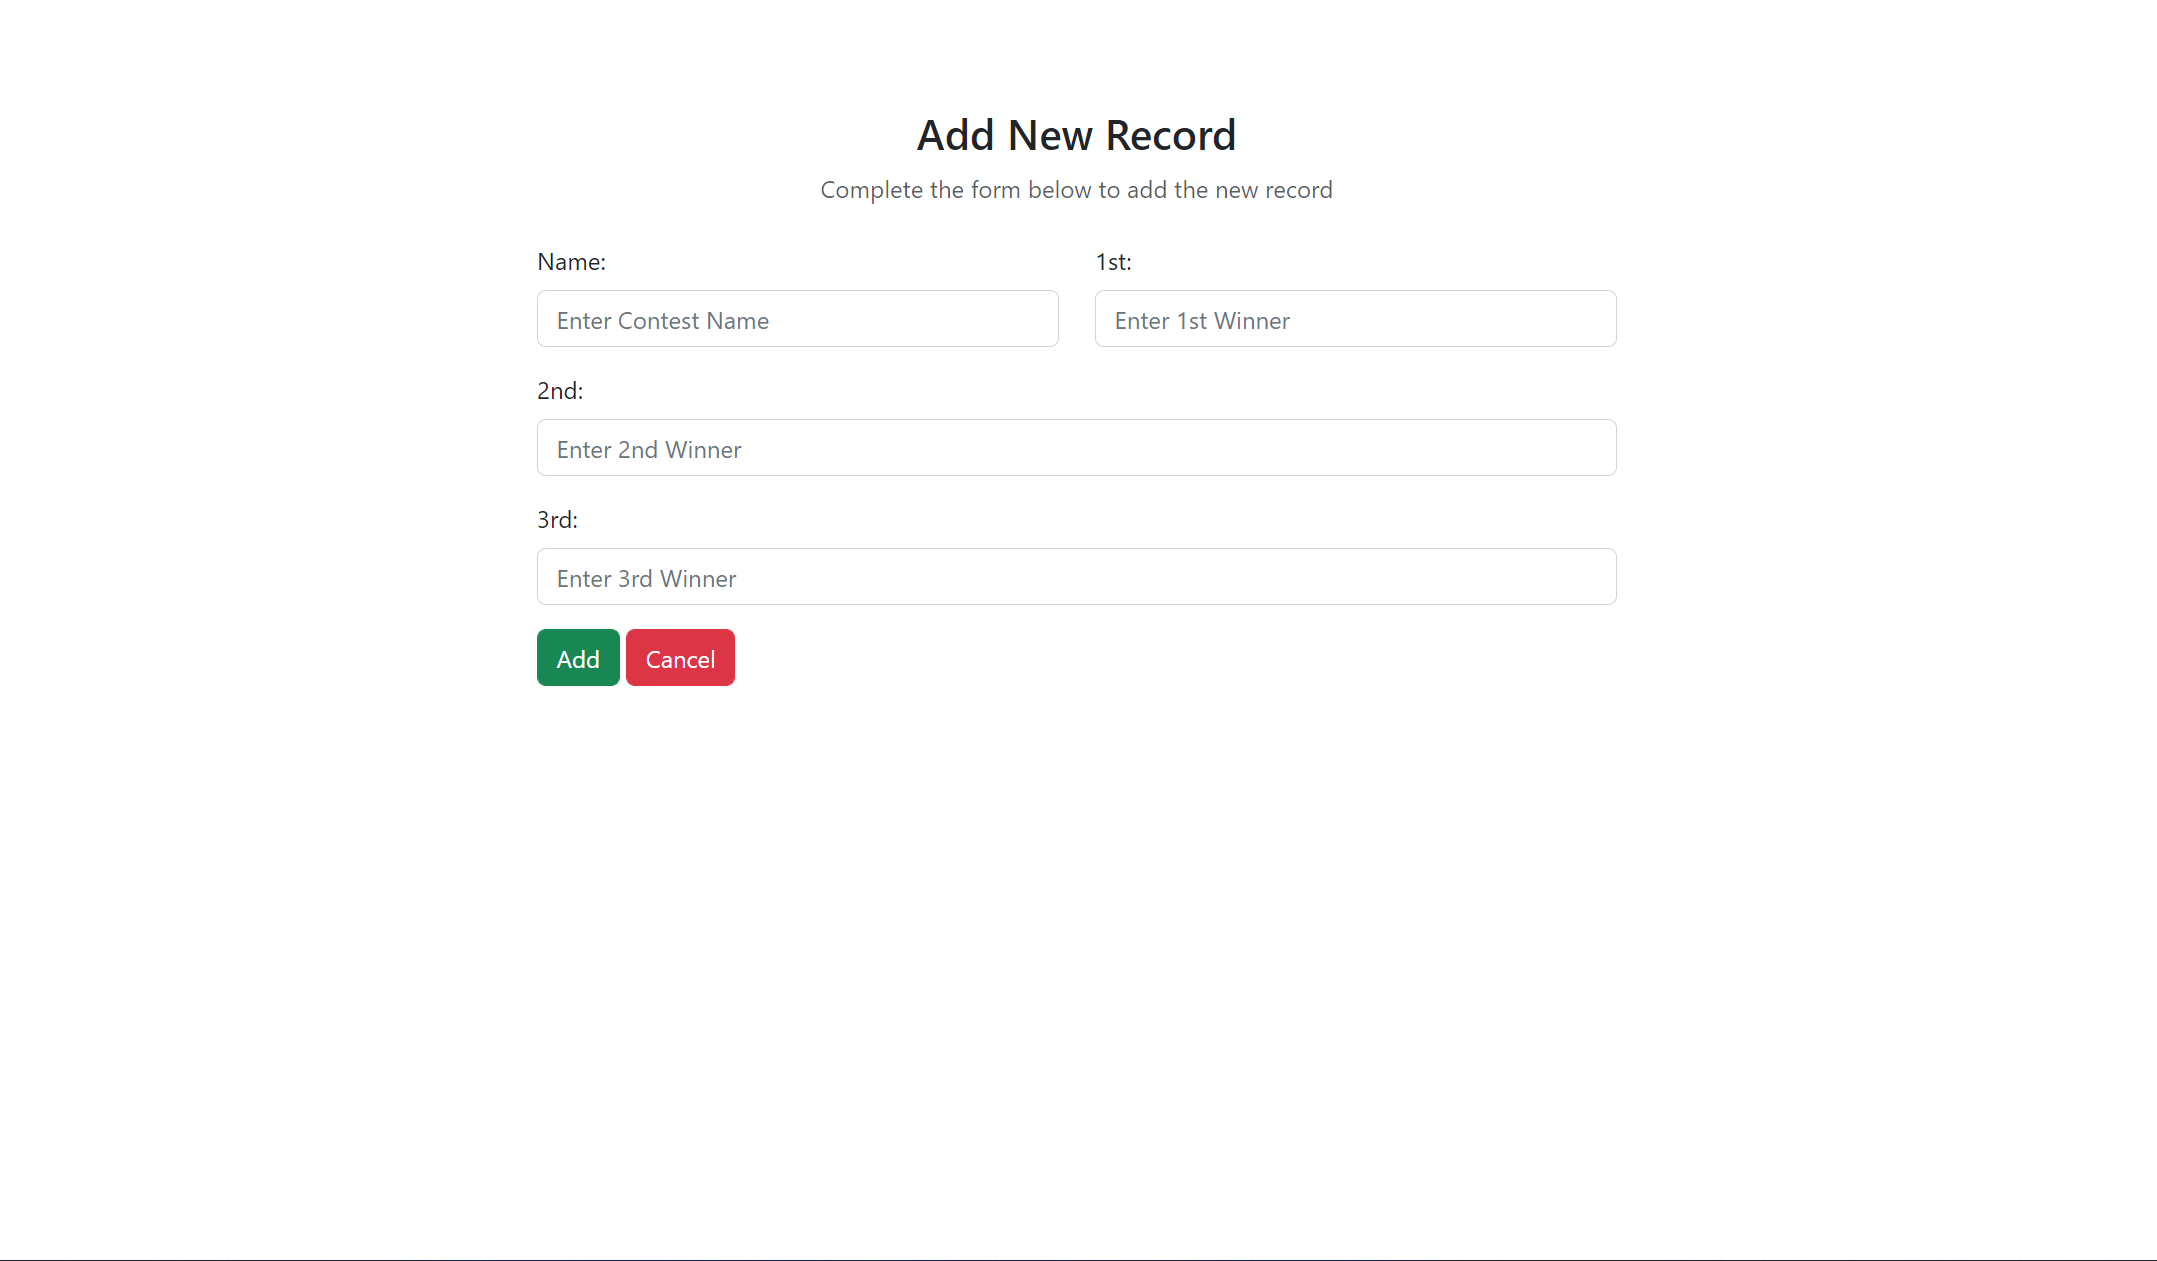 Add New Record
Complete the form below to add the new record
Name:
1st:
Enter Contest Name
Enter 1st Winner
2nd:
Enter 2nd Winner
3rd:
Enter 3rd Winner
Add
Cancel